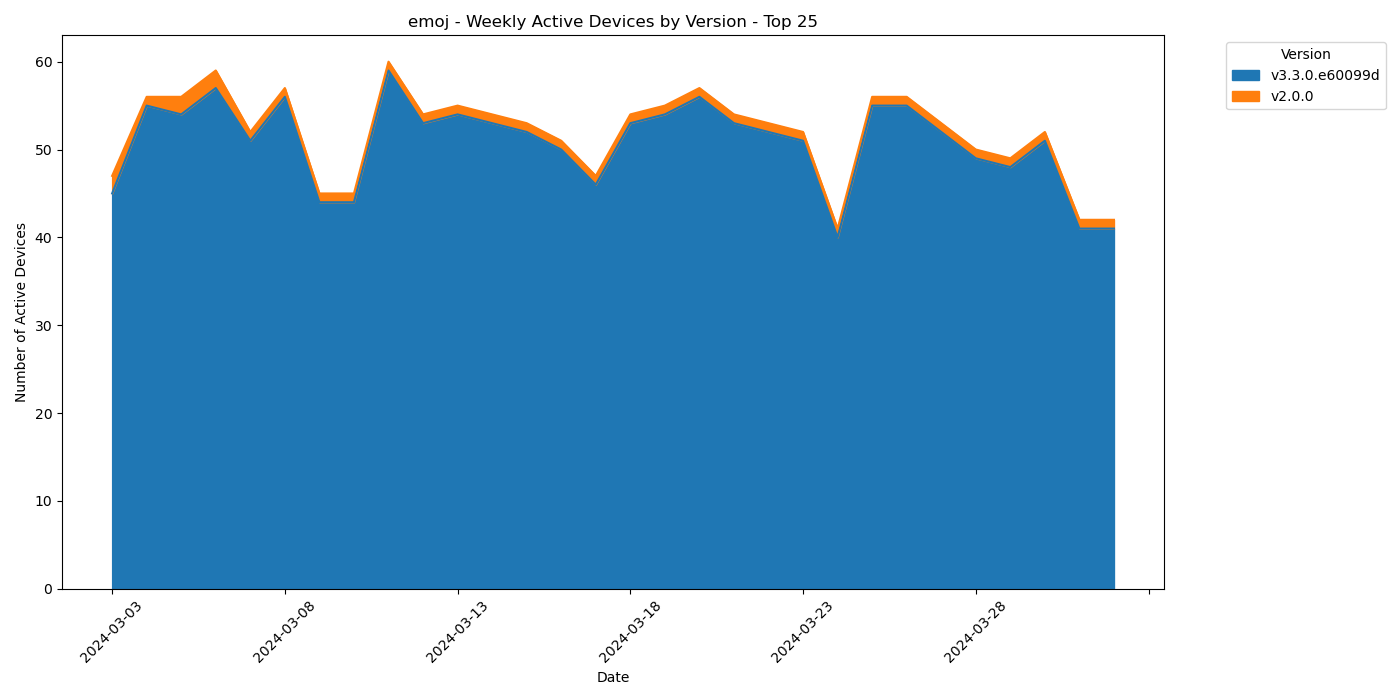 emoj - Weekly Active Devices by Version - Top 25
Version
v3.3.0.e60099d
v2.0.0
Number of Active Devices
60
50
40
30
20
10
0
2024-03-03
2024-03-08
2024-03-13
2024-03-18
2024-03-23
2024-03-28
Date